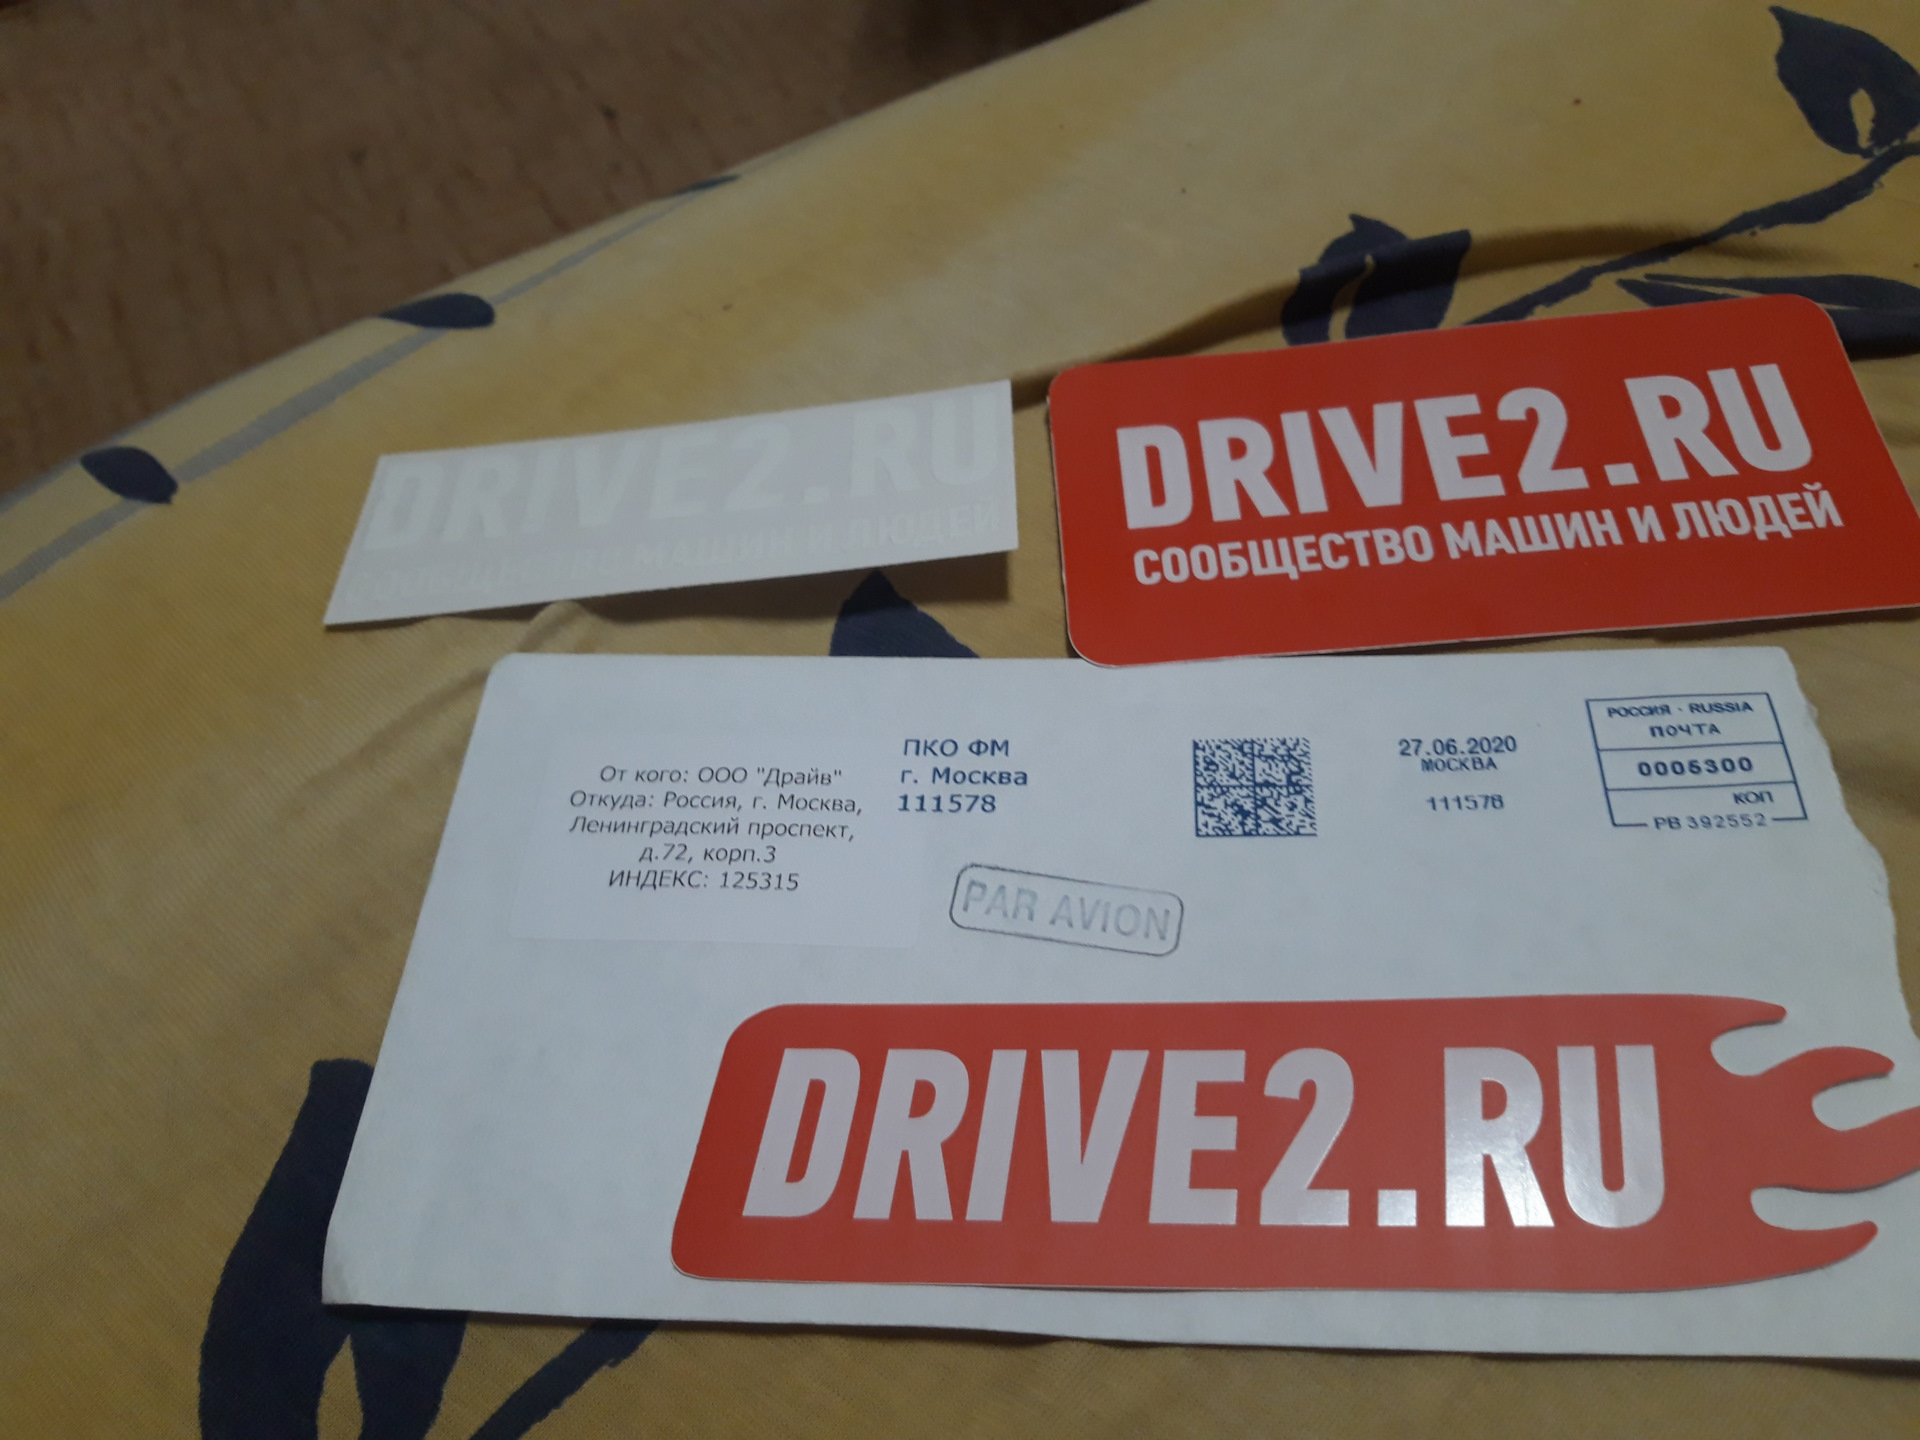 DRIVE2.RU
СООБЩЕСТВО МАШИН И ЛЮДЕЙ
DRIVE2.RU
СООБЩЕСТВО МАШИН И ЛЮДЕЙ
От кого: ООО "Драйв"
Откуда: Россия, г. Москва,
Ленинградский проспект,
д.72, корп.3
ИНДЕКС: 125315
ПКО ФМ
г. Москва
111578
27.06.2020
МОСКВА
111578
РОССИЯ · RUSSIA
ПОЧТА
0005300
КОП
РВ 392552
PAR AVION
DRIVE2.RU